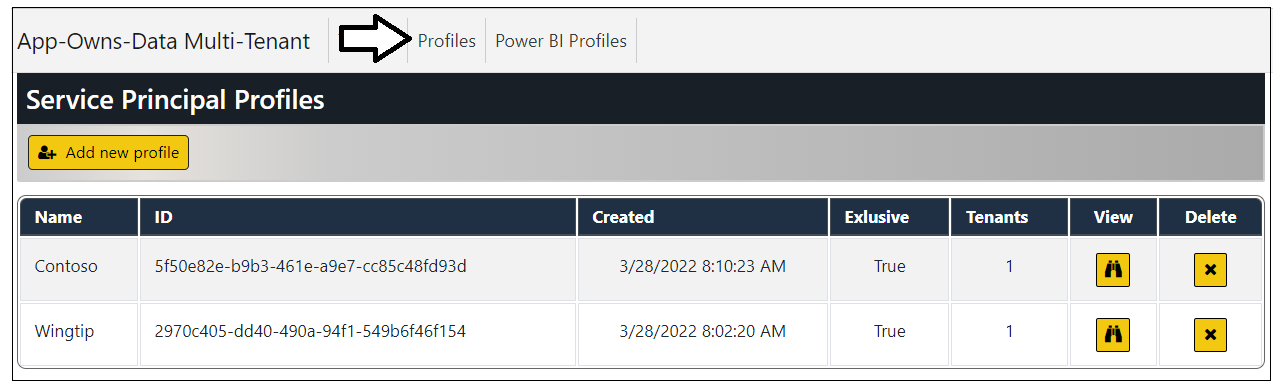 App-Owns-Data Multi-Tenant Profiles Power BI Profiles
Service Principal Profiles
Add new profile
Name ID Created Exlusive Tenants View Delete
Contoso 5f50e82e-b9b3-461e-a9e7-cc85c48fd93d 3/28/2022 8:10:23 AM True 1
Wingtip 2970c405-dd40-490a-94f1-549b6f46f154 3/28/2022 8:02:20 AM True 1